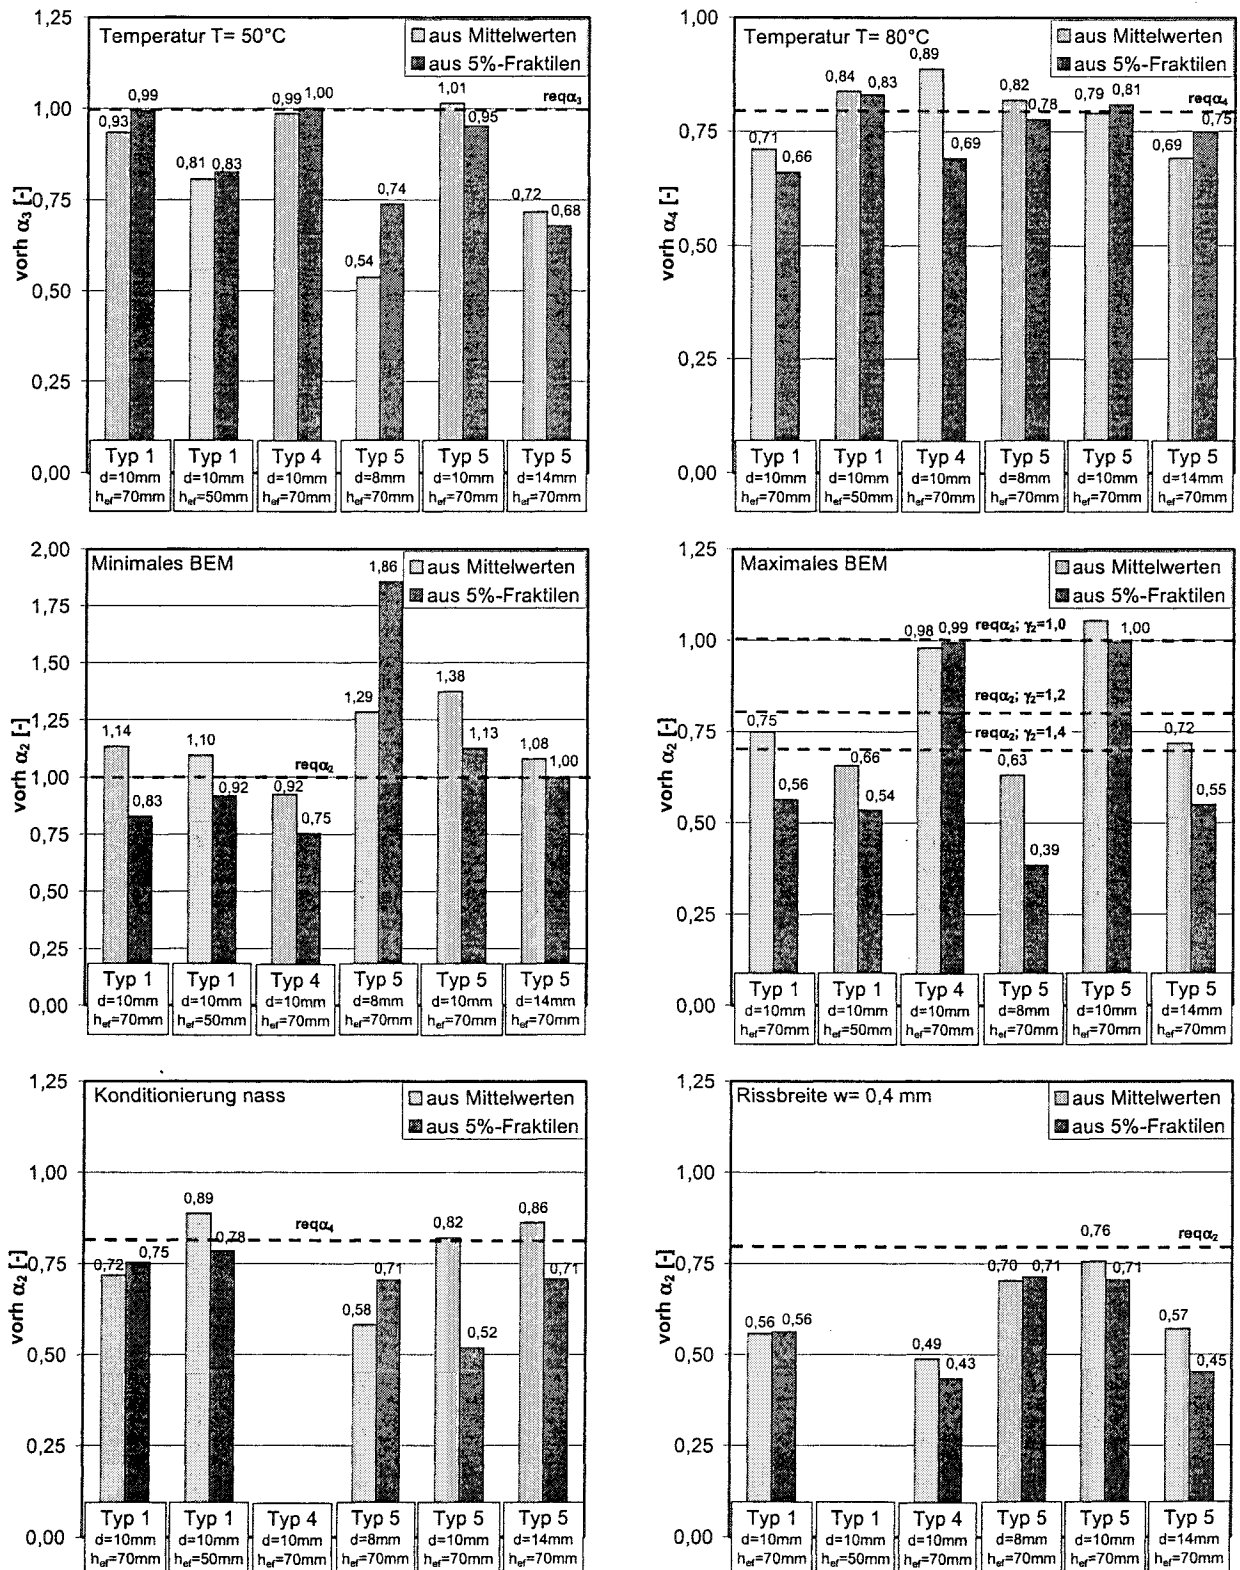 Temperatur T= 50°C
aus Mittelwerten
aus 5%-Fraktilen
vorh α₃ [-]
1,25
1,00
0,75
0,50
0,25
0,00
reqα₃
0,93 0,99
0,81 0,83
0,99 1,00
0,54 0,74
1,01 0,95
0,72 0,68
Typ 1 Typ 1 Typ 4 Typ 5 Typ 5 Typ 5
d=10mm d=10mm d=10mm d=8mm d=10mm d=14mm
hef=70mm hef=50mm hef=70mm hef=70mm hef=70mm hef=70mm
Temperatur T= 80°C
aus Mittelwerten
aus 5%-Fraktilen
vorh α₄ [-]
1,00
0,75
0,50
0,25
0,00
reqα₄
0,71 0,66
0,84 0,83
0,89 0,69
0,82 0,78
0,79 0,81
0,69 0,75
Typ 1 Typ 1 Typ 4 Typ 5 Typ 5 Typ 5
d=10mm d=10mm d=10mm d=8mm d=10mm d=14mm
hef=70mm hef=50mm hef=70mm hef=70mm hef=70mm hef=70mm
Minimales BEM
aus Mittelwerten
aus 5%-Fraktilen
vorh α₂ [-]
2,00
1,75
1,50
1,25
1,00
0,75
0,50
0,25
0,00
reqα₂
1,14 0,83
1,10 0,92
0,92 0,75
1,29 1,86
1,38 1,13
1,08 1,00
Typ 1 Typ 1 Typ 4 Typ 5 Typ 5 Typ 5
d=10mm d=10mm d=10mm d=8mm d=10mm d=14mm
hef=70mm hef=50mm hef=70mm hef=70mm hef=70mm hef=70mm
Maximales BEM
aus Mittelwerten
aus 5%-Fraktilen
vorh α₂ [-]
1,25
1,00
0,75
0,50
0,25
0,00
reqα₂; γ₂=1,0
reqα₂; γ₂=1,2
reqα₂; γ₂=1,4
0,75 0,56
0,66 0,54
0,98 0,99
0,63 0,39
1,00
0,72 0,55
Typ 1 Typ 1 Typ 4 Typ 5 Typ 5 Typ 5
d=10mm d=10mm d=10mm d=8mm d=10mm d=14mm
hef=70mm hef=50mm hef=70mm hef=70mm hef=70mm hef=70mm
Konditionierung nass
aus Mittelwerten
aus 5%-Fraktilen
vorh α₂ [-]
1,25
1,00
0,75
0,50
0,25
0,00
reqα₄
0,72 0,75
0,89 0,78
0,58 0,71
0,82 0,52
0,86 0,71
Typ 1 Typ 1 Typ 4 Typ 5 Typ 5 Typ 5
d=10mm d=10mm d=10mm d=8mm d=10mm d=14mm
hef=70mm hef=50mm hef=70mm hef=70mm hef=70mm hef=70mm
Rissbreite w= 0,4 mm
aus Mittelwerten
aus 5%-Fraktilen
vorh α₂ [-]
1,25
1,00
0,75
0,50
0,25
0,00
reqα₂
0,56 0,56
0,49 0,43
0,70 0,71
0,76 0,71
0,57 0,45
Typ 1 Typ 1 Typ 4 Typ 5 Typ 5 Typ 5
d=10mm d=10mm d=10mm d=8mm d=10mm d=14mm
hef=70mm hef=50mm hef=70mm hef=70mm hef=70mm hef=70mm